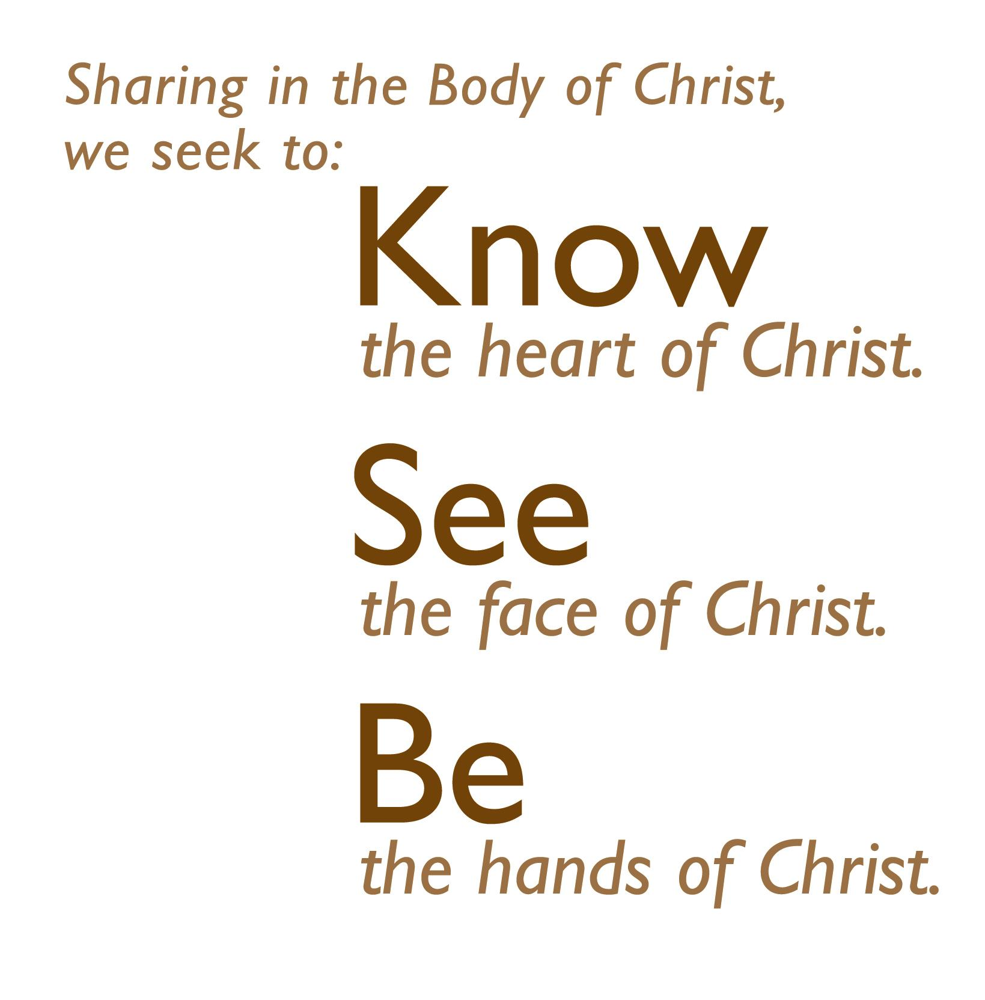 Sharing in the Body of Christ,
we seek to:
Know
the heart of Christ.
See
the face of Christ.
Be
the hands of Christ.